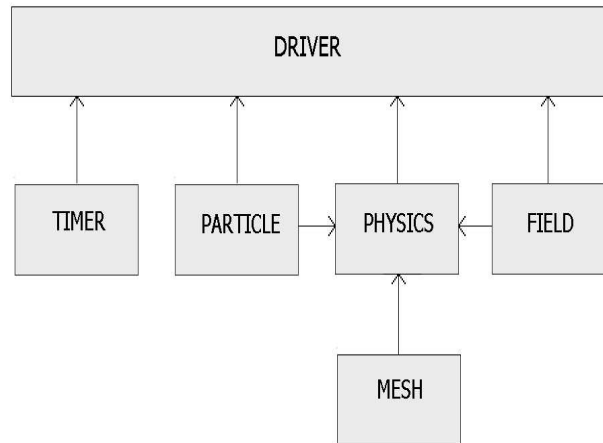 DRIVER
TIMER
PARTICLE
PHYSICS
FIELD
MESH